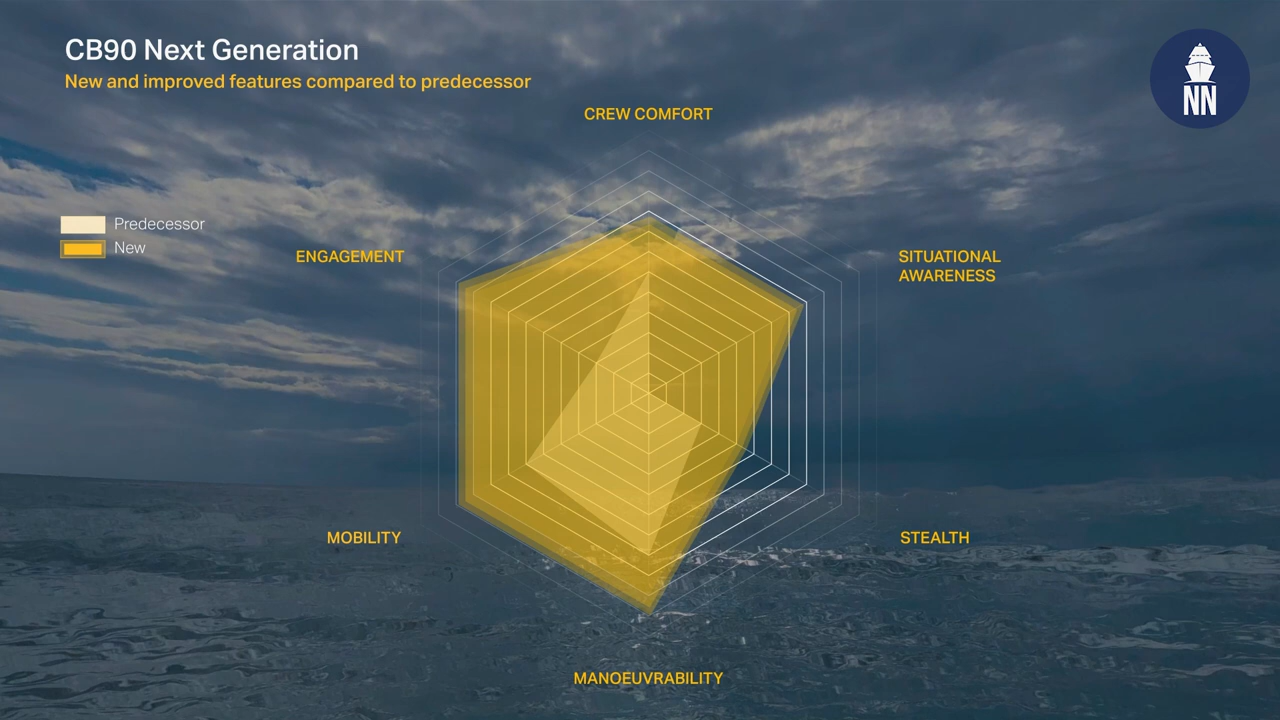 CB90 Next Generation
New and improved features compared to predecessor
NN
CREW COMFORT
Predecessor
New
ENGAGEMENT
SITUATIONAL
AWARENESS
MOBILITY
STEALTH
MANOEUVRABILITY